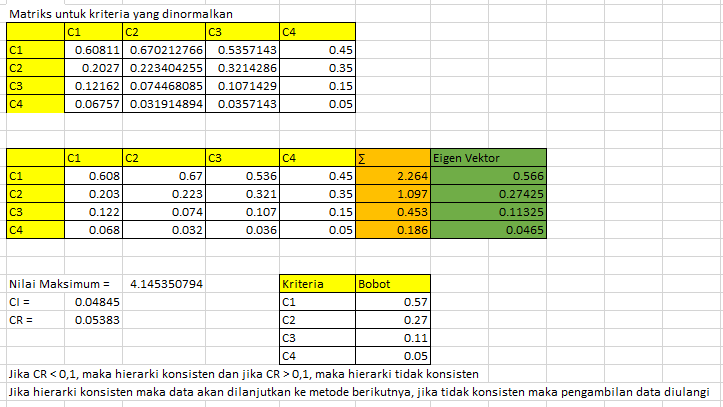 Matriks untuk kriteria yang dinormalkan
C1 C2 C3 C4
C1 0.60811 0.670212766 0.5357143 0.45
C2 0.2027 0.223404255 0.3214286 0.35
C3 0.12162 0.074468085 0.1071429 0.15
C4 0.06757 0.031914894 0.0357143 0.05
C1 C2 C3 C4 ∑ Eigen Vektor
C1 0.608 0.67 0.536 0.45 2.264 0.566
C2 0.203 0.223 0.321 0.35 1.097 0.27425
C3 0.122 0.074 0.107 0.15 0.453 0.11325
C4 0.068 0.032 0.036 0.05 0.186 0.0465
Nilai Maksimum = 4.145350794 Kriteria Bobot
CI = 0.04845 C1 0.57
CR = 0.05383 C2 0.27
C3 0.11
C4 0.05
Jika CR < 0,1, maka hierarki konsisten dan jika CR > 0,1, maka hierarki tidak konsisten
Jika hierarki konsisten maka data akan dilanjutkan ke metode berikutnya, jika tidak konsisten maka pengambilan data diulangi